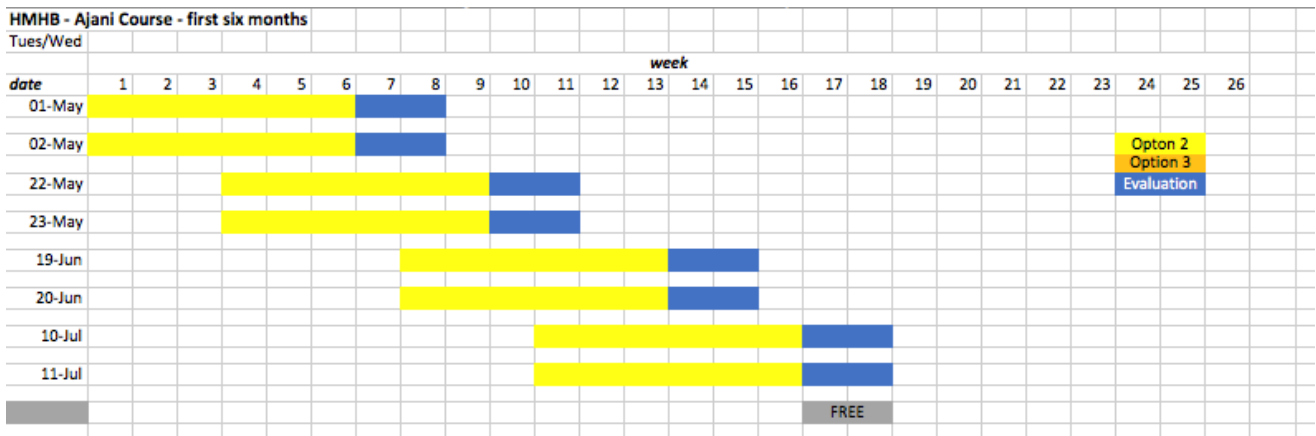 HMHB - Ajani Course - first six months
Tues/Wed
week
date 1 2 3 4 5 6 7 8 9 10 11 12 13 14 15 16 17 18 19 20 21 22 23 24 25 26
01-May
02-May Opton 2
Option 3
22-May Evaluation
23-May
19-Jun
20-Jun
10-Jul
11-Jul
FREE